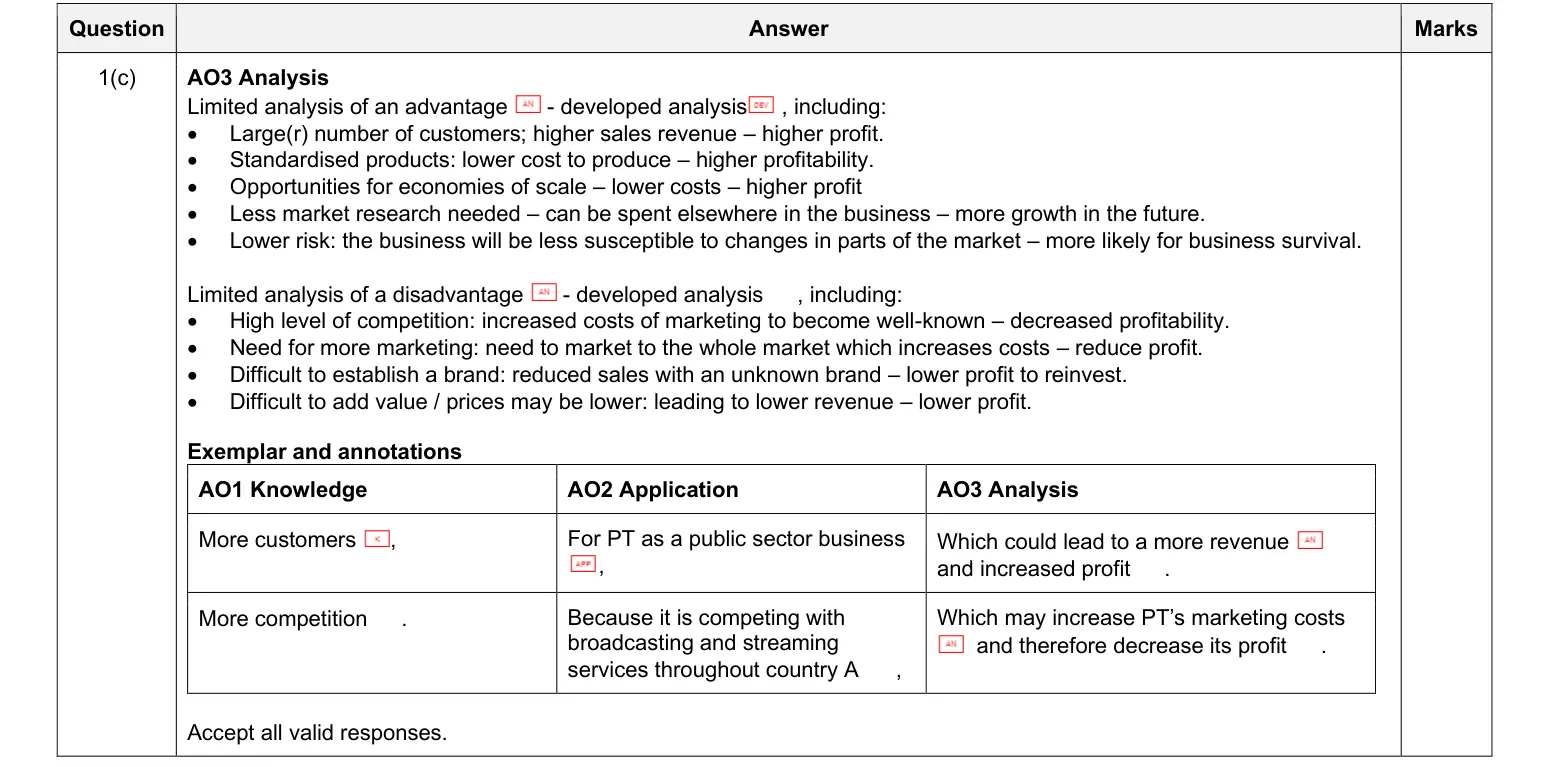 Question Answer Marks
1(c)
AO3 Analysis
Limited analysis of an advantage AN - developed analysis DEV , including:
• Large(r) number of customers; higher sales revenue – higher profit.
• Standardised products: lower cost to produce – higher profitability.
• Opportunities for economies of scale – lower costs – higher profit
• Less market research needed – can be spent elsewhere in the business – more growth in the future.
• Lower risk: the business will be less susceptible to changes in parts of the market – more likely for business survival.
Limited analysis of a disadvantage AN - developed analysis , including:
• High level of competition: increased costs of marketing to become well-known – decreased profitability.
• Need for more marketing: need to market to the whole market which increases costs – reduce profit.
• Difficult to establish a brand: reduced sales with an unknown brand – lower profit to reinvest.
• Difficult to add value / prices may be lower: leading to lower revenue – lower profit.
Exemplar and annotations
AO1 Knowledge AO2 Application AO3 Analysis
More customers K ,
For PT as a public sector business
APP ,
Which could lead to a more revenue AN
and increased profit .
More competition .
Because it is competing with
broadcasting and streaming
services throughout country A ,
Which may increase PT’s marketing costs
AN and therefore decrease its profit .
Accept all valid responses.